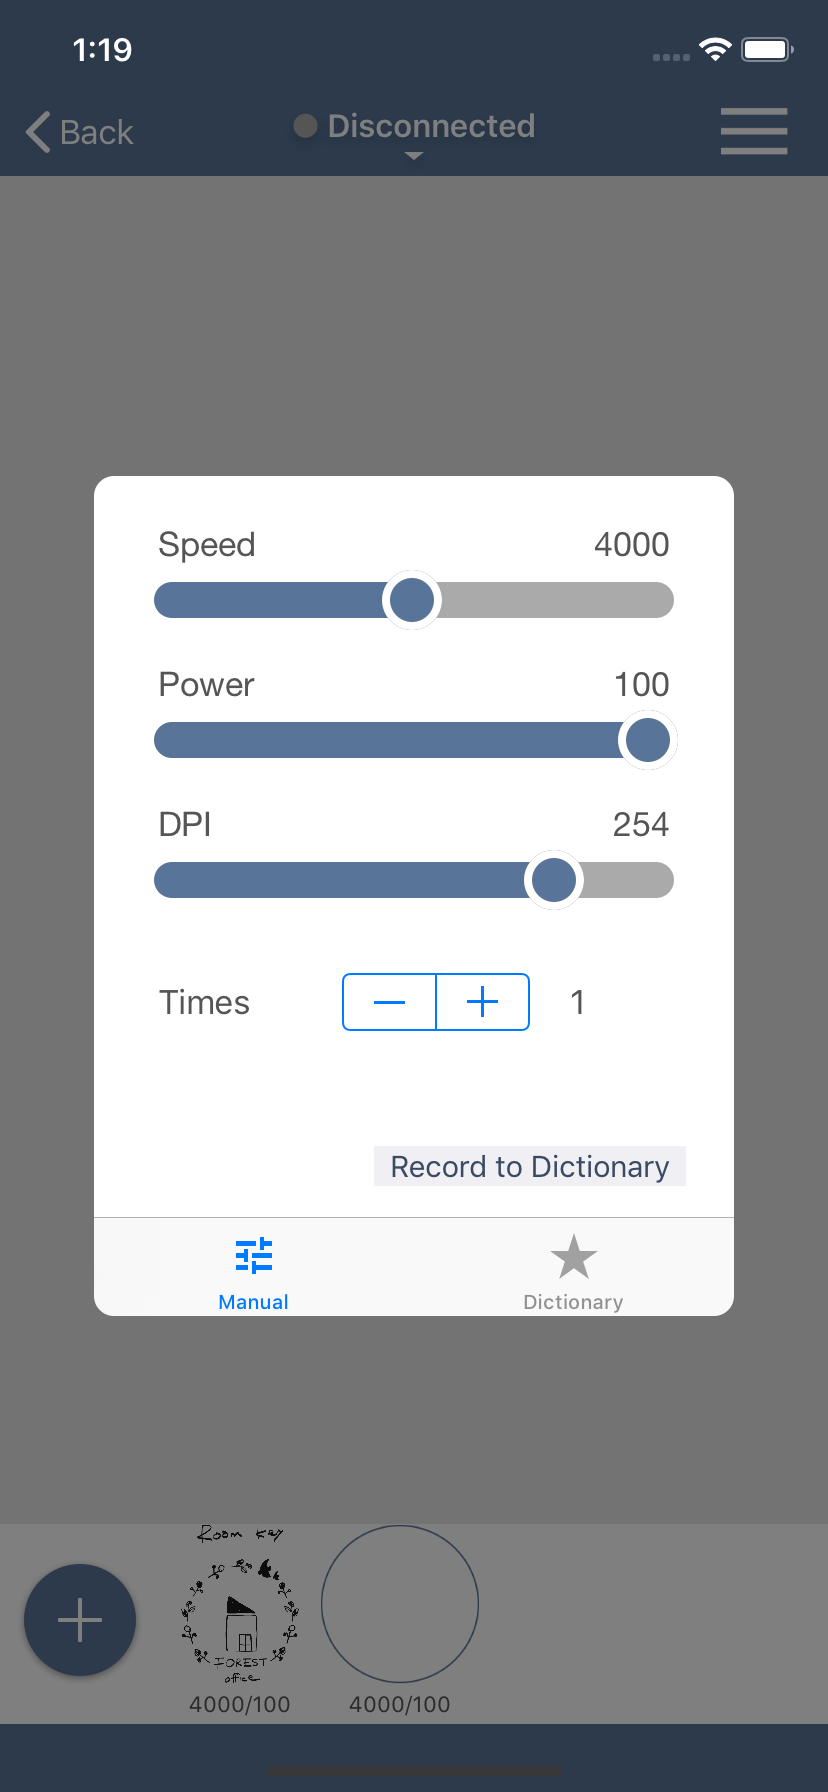 1:19
Back
Disconnected
Speed 4000
Power 100
DPI 254
Times 1
Record to Dictionary
Manual
Dictionary
Room key
FOREST
office
4000/100
4000/100